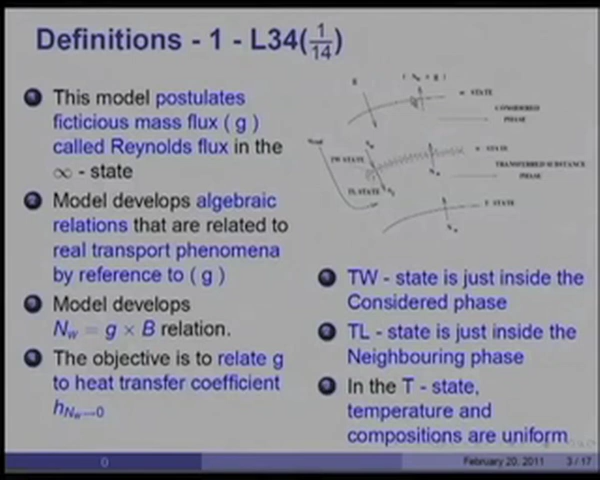 Definitions - 1 - L34(1/14)
This model postulates
ficticious mass flux ( g )
called Reynolds flux in the
∞ - state
Model develops algebraic
relations that are related to
real transport phenomena
by reference to ( g )
Model develops
N_w = g × B relation.
The objective is to relate g
to heat transfer coefficient
h_{N_w→0}
g
( N_w + g )
∞ STATE
CONSIDERED
PHASE
STATE
TW STATE
TRANSFERRED SUBSTANCE
PHASE
TL STATE
T STATE
TW - state is just inside the
Considered phase
TL - state is just inside the
Neighbouring phase
In the T - state,
temperature and
compositions are uniform
0
February 20, 2011 3 / 17